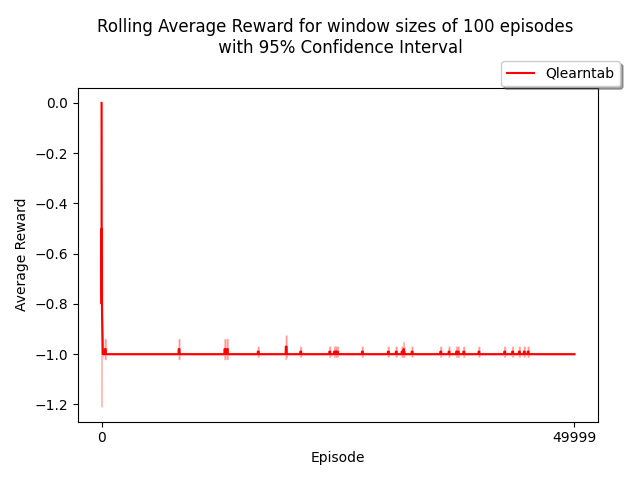 Rolling Average Reward for window sizes of 100 episodes
with 95% Confidence Interval
Qlearntab
0.0
−0.2
−0.4
−0.6
−0.8
−1.0
−1.2
Average Reward
0
49999
Episode